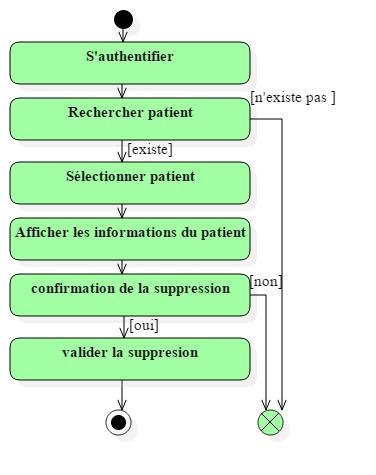 S'authentifier
[n'existe pas ]
Rechercher patient
[existe]
Sélectionner patient
Afficher les informations du patient
[non]
confirmation de la suppression
[oui]
valider la suppresion